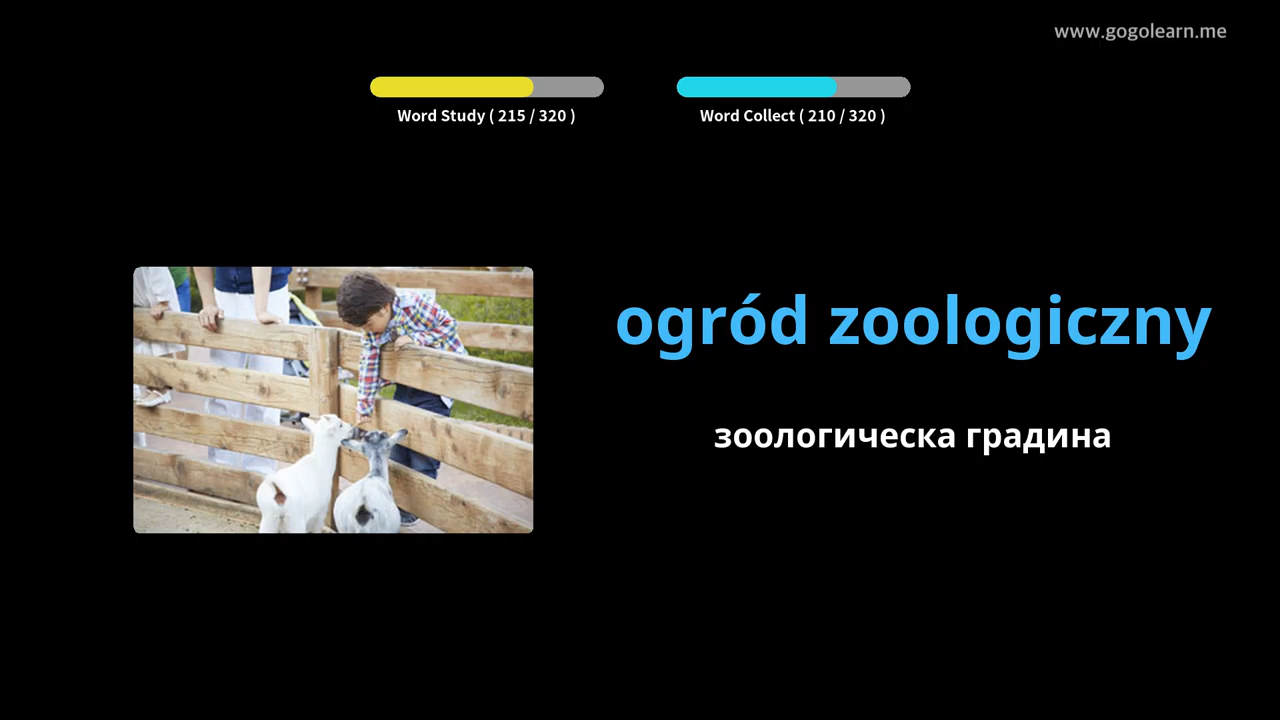 www.gogolearn.me
Word Study ( 215 / 320 )
Word Collect ( 210 / 320 )
ogród zoologiczny
зоологическа градина